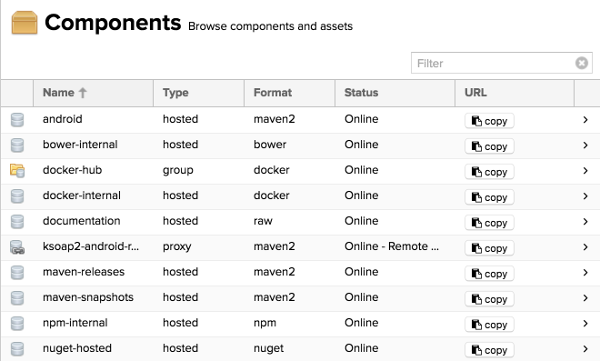 Components Browse components and assets
Filter
Name Type Format Status URL
android hosted maven2 Online copy
bower-internal hosted bower Online copy
docker-hub group docker Online copy
docker-internal hosted docker Online copy
documentation hosted raw Online copy
ksoap2-android-r... proxy maven2 Online - Remote ... copy
maven-releases hosted maven2 Online copy
maven-snapshots hosted maven2 Online copy
npm-internal hosted npm Online copy
nuget-hosted hosted nuget Online copy